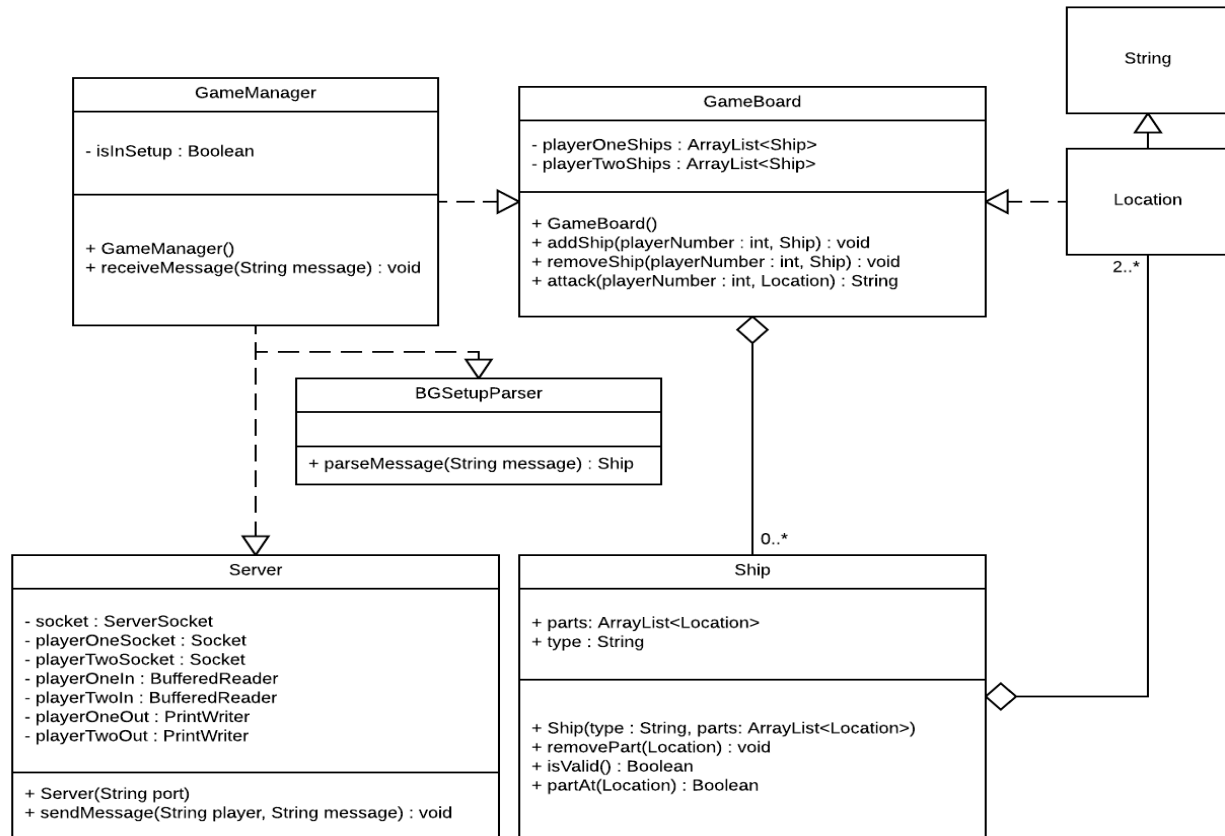 String
GameManager
- isInSetup : Boolean
+ GameManager()
+ receiveMessage(String message) : void
GameBoard
- playerOneShips : ArrayList<Ship>
- playerTwoShips : ArrayList<Ship>
+ GameBoard()
+ addShip(playerNumber : int, Ship) : void
+ removeShip(playerNumber : int, Ship) : void
+ attack(playerNumber : int, Location) : String
Location
2..*
BGSetupParser
+ parseMessage(String message) : Ship
0..*
Server
- socket : ServerSocket
- playerOneSocket : Socket
- playerTwoSocket : Socket
- playerOneIn : BufferedReader
- playerTwoIn : BufferedReader
- playerOneOut : PrintWriter
- playerTwoOut : PrintWriter
+ Server(String port)
+ sendMessage(String player, String message) : void
Ship
+ parts: ArrayList<Location>
+ type : String
+ Ship(type : String, parts: ArrayList<Location>)
+ removePart(Location) : void
+ isValid() : Boolean
+ partAt(Location) : Boolean